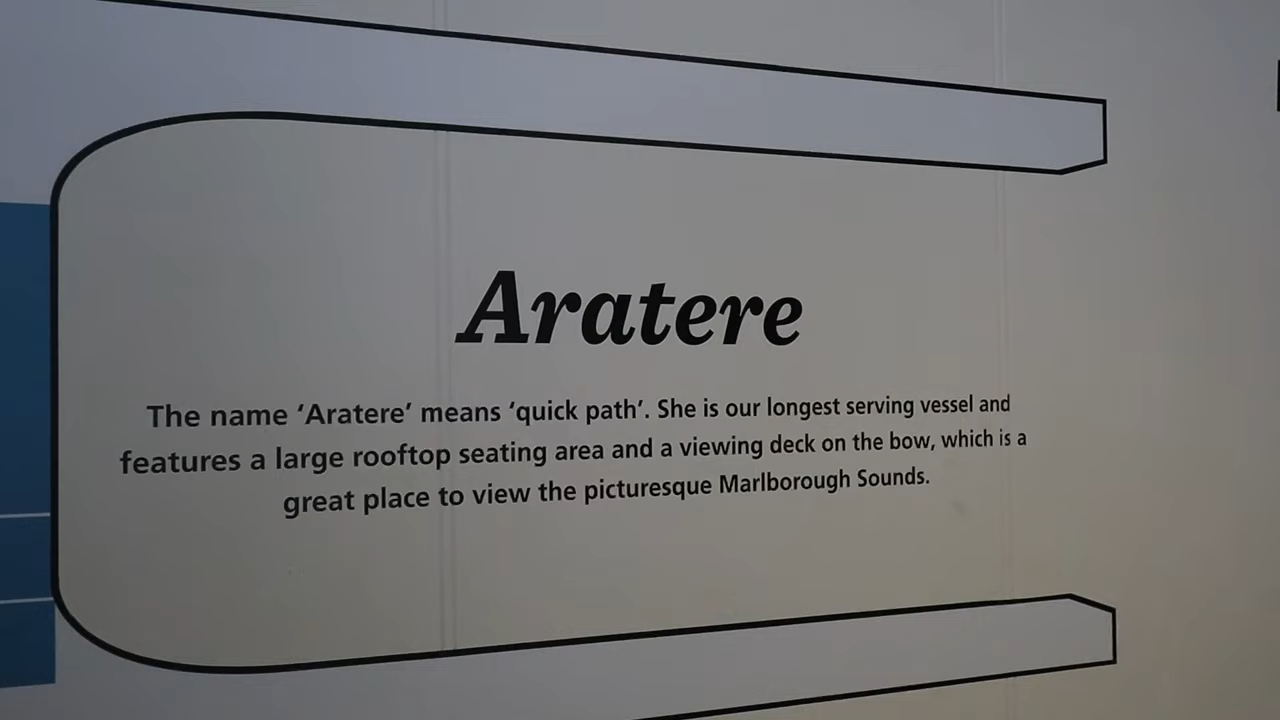 Aratere
The name ‘Aratere’ means ‘quick path’. She is our longest serving vessel and
features a large rooftop seating area and a viewing deck on the bow, which is a
great place to view the picturesque Marlborough Sounds.